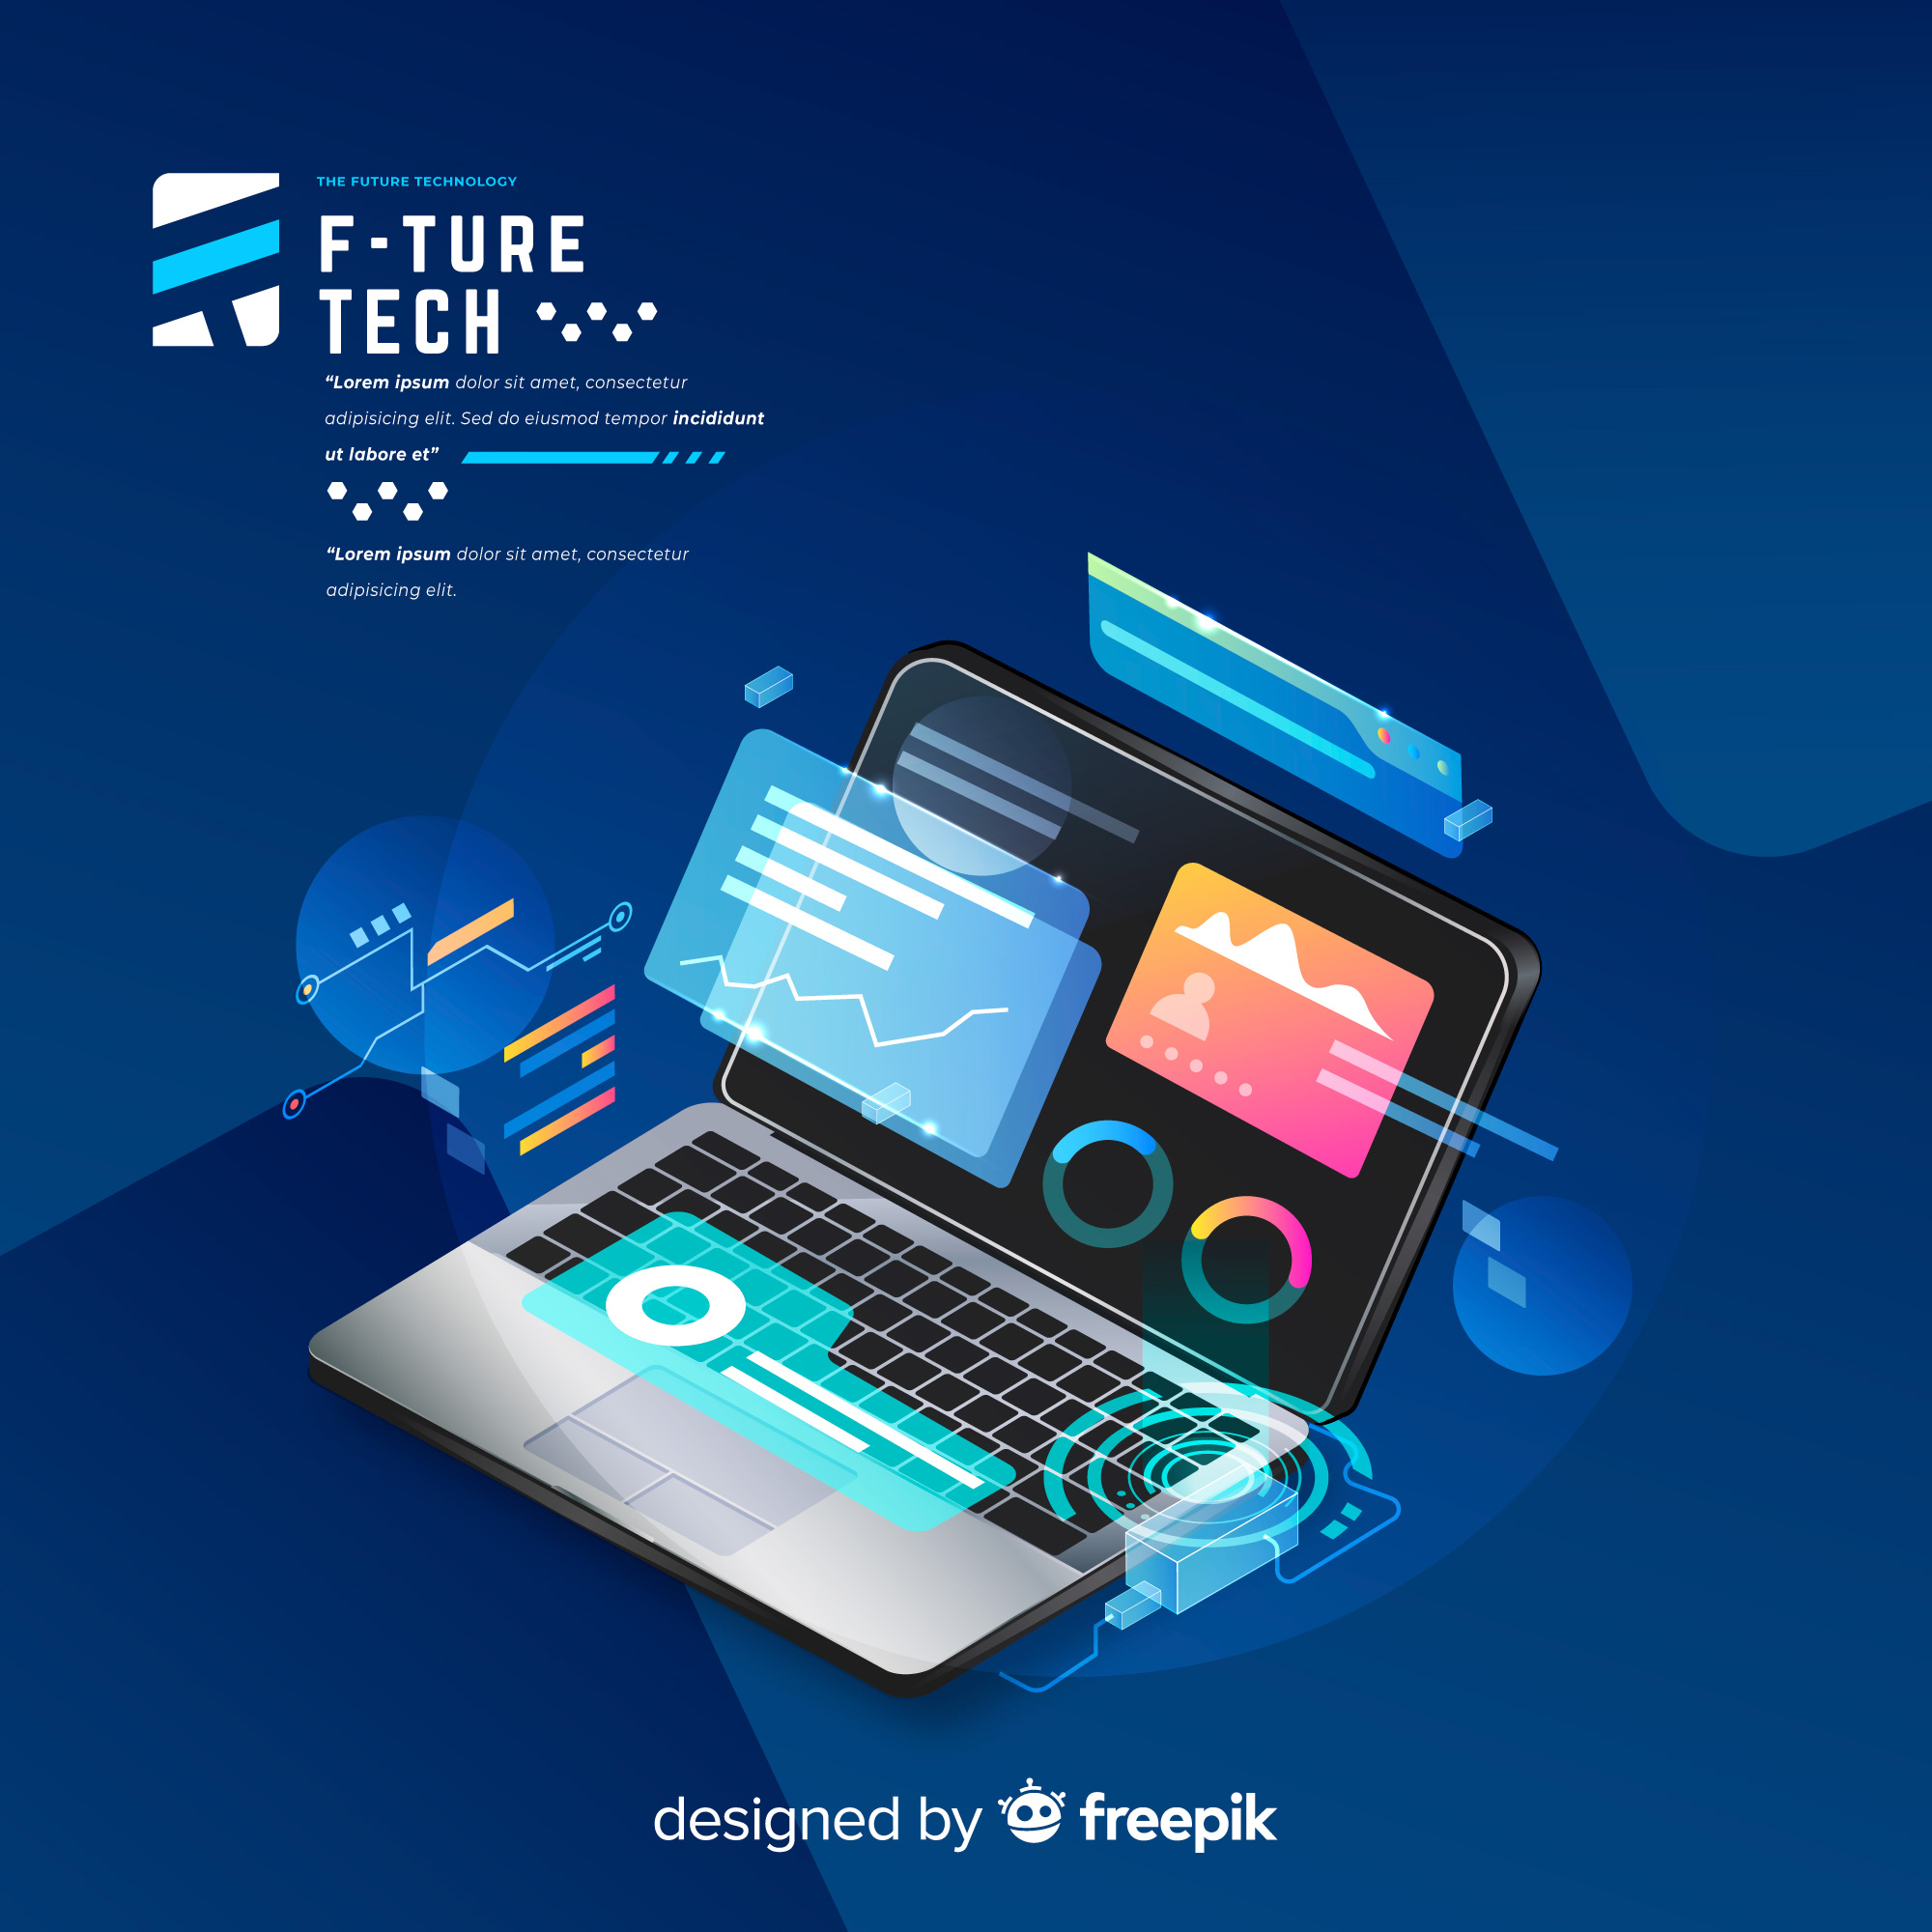 THE FUTURE TECHNOLOGY
F-TURE
TECH
“Lorem ipsum dolor sit amet, consectetur
adipisicing elit. Sed do eiusmod tempor incididunt
ut labore et”
“Lorem ipsum dolor sit amet, consectetur
adipisicing elit.
designed by freepik